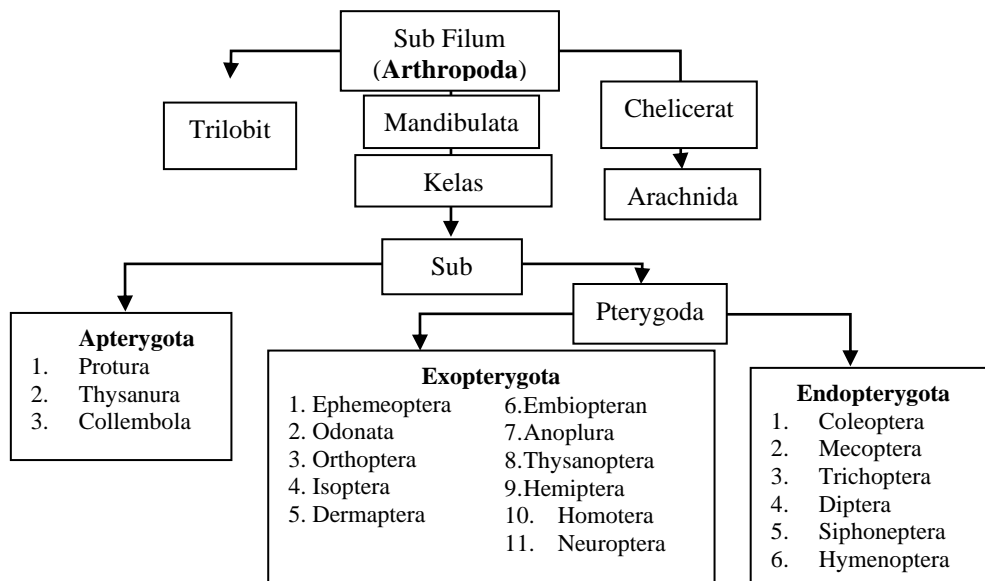 Sub Filum
(Arthropoda)
Trilobit
Mandibulata
Chelicerat
Kelas
Arachnida
Sub
Pterygoda
Apterygota
1. Protura
2. Thysanura
3. Collembola
Exopterygota
1. Ephemeoptera
2. Odonata
3. Orthoptera
4. Isoptera
5. Dermaptera
6.Embiopteran
7.Anoplura
8.Thysanoptera
9.Hemiptera
10. Homotera
11. Neuroptera
Endopterygota
1. Coleoptera
2. Mecoptera
3. Trichoptera
4. Diptera
5. Siphoneptera
6. Hymenoptera